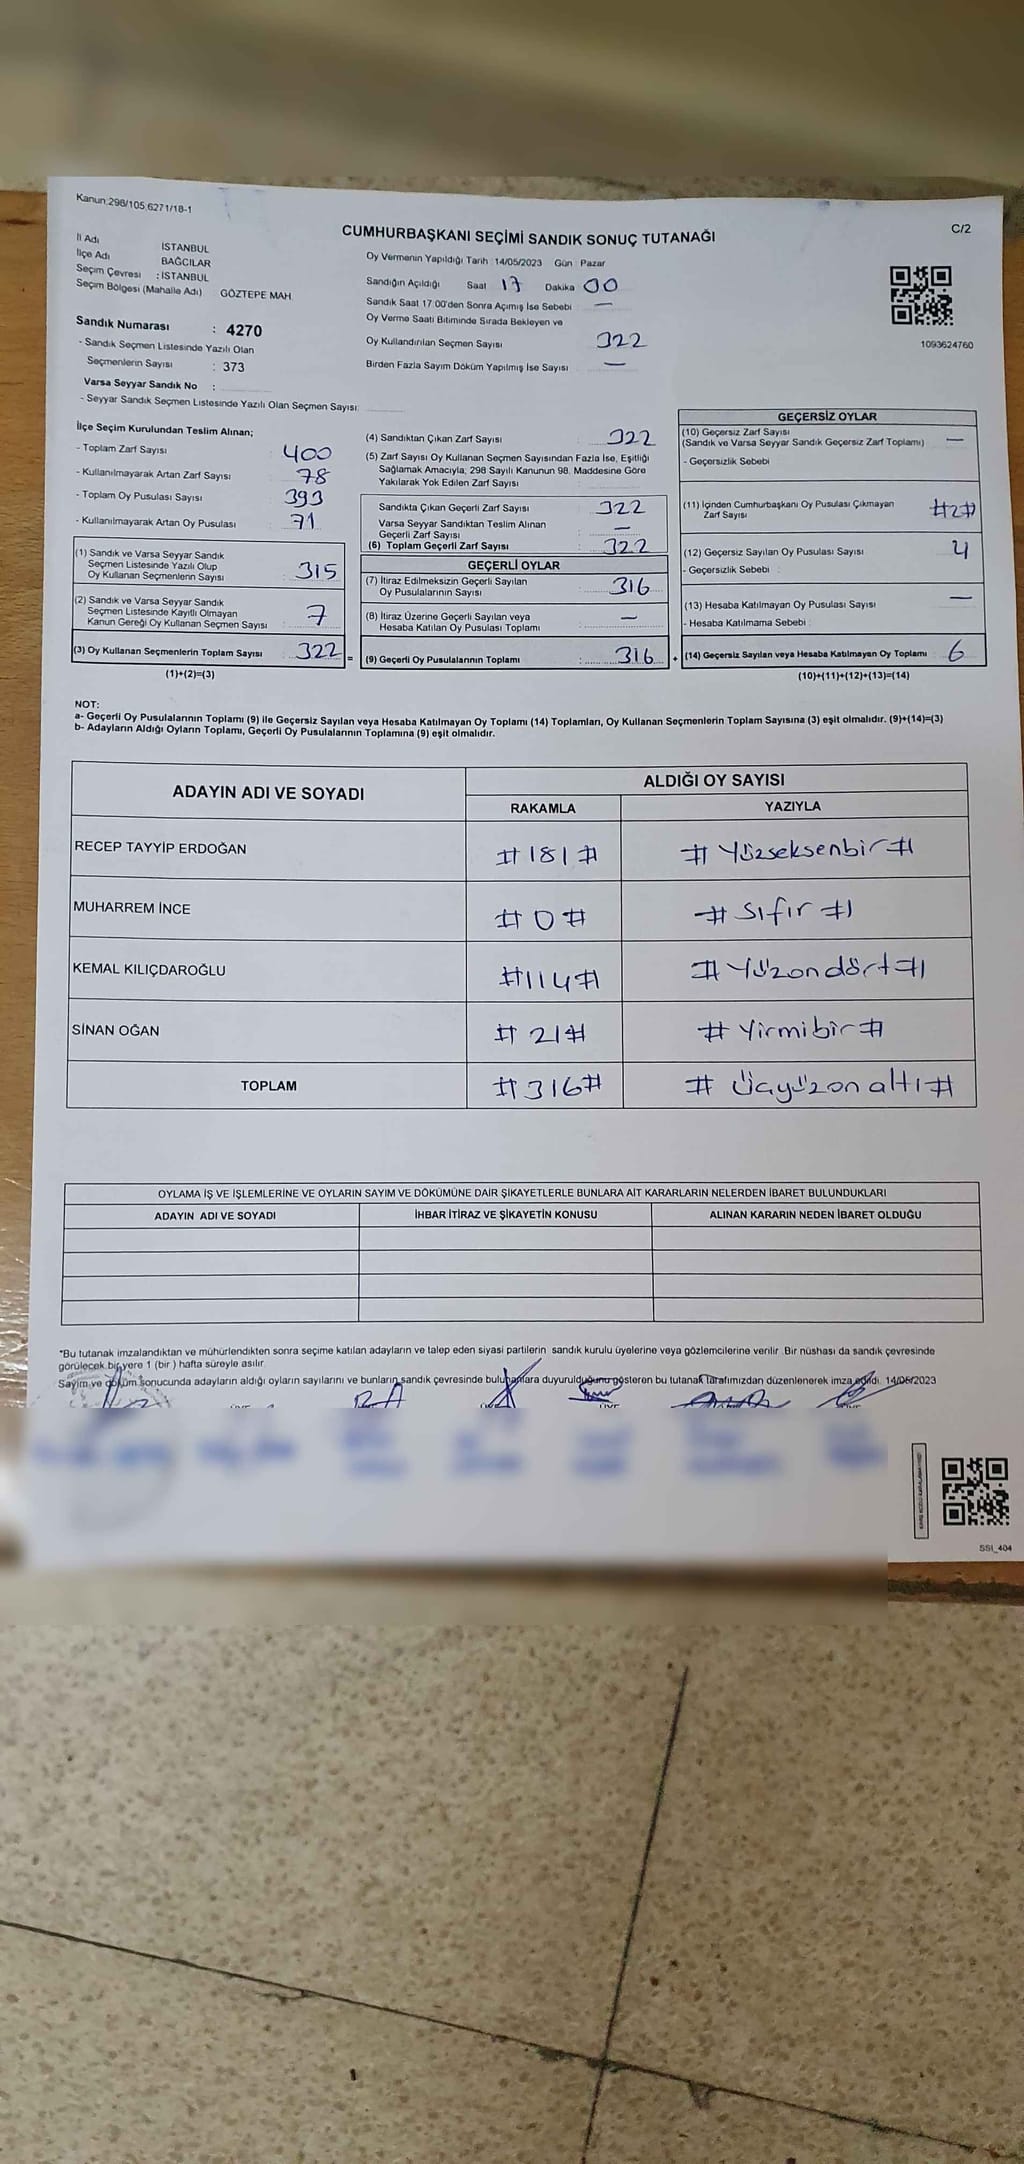 Kanun:298/105,6271/18-1
C/2
CUMHURBAŞKANI SEÇİMİ SANDIK SONUÇ TUTANAĞI
İl Adı İSTANBUL
İlçe Adı BAĞCILAR
Seçim Çevresi : İSTANBUL
Seçim Bölgesi (Mahalle Adı) GÖZTEPE MAH.
Sandık Numarası : 4270
- Sandık Seçmen Listesinde Yazılı Olan
Seçmenlerin Sayısı : 373
Varsa Seyyar Sandık No :
- Seyyar Sandık Seçmen Listesinde Yazılı Olan Seçmen Sayısı:
Oy Vermenin Yapıldığı Tarih :14/05/2023 Gün : Pazar
Sandığın Açıldığı Saat 17 Dakika 00
Sandık Saat 17:00'den Sonra Açımış İse Sebebi —
Oy Verme Saati Bitiminde Sırada Bekleyen ve
Oy Kullandırılan Seçmen Sayısı 322
Birden Fazla Sayım Döküm Yapılmış İse Sayısı —
1093624760
İlçe Seçim Kurulundan Teslim Alınan;
- Toplam Zarf Sayısı : 400
- Kullanılmayarak Artan Zarf Sayısı : 78
- Toplam Oy Pusulası Sayısı : 393
- Kullanılmayarak Artan Oy Pusulası : 71
(1) Sandık ve Varsa Seyyar Sandık
Seçmen Listesinde Yazılı Olup
Oy Kullanan Seçmenlerin Sayısı : 315
(2) Sandık ve Varsa Seyyar Sandık
Seçmen Listesinde Kayıtlı Olmayan
Kanun Gereği Oy Kullanan Seçmen Sayısı : 7
(3) Oy Kullanan Seçmenlerin Toplam Sayısı : 322 =
(1)+(2)=(3)
(4) Sandıktan Çıkan Zarf Sayısı : 322
(5) Zarf Sayısı Oy Kullanan Seçmen Sayısından Fazla İse, Eşitliği
Sağlamak Amacıyla, 298 Sayılı Kanunun 98. Maddesine Göre
Yakılarak Yok Edilen Zarf Sayısı :
Sandıkta Çıkan Geçerli Zarf Sayısı : 322
Varsa Seyyar Sandıktan Teslim Alınan
Geçerli Zarf Sayısı : —
(6) Toplam Geçerli Zarf Sayısı : 322
GEÇERLİ OYLAR
(7) İtiraz Edilmeksizin Geçerli Sayılan
Oy Pusulalarının Sayısı : 316
(8) İtiraz Üzerine Geçerli Sayılan veya
Hesaba Katılan Oy Pusulası Toplamı : —
(9) Geçerli Oy Pusulalarının Toplamı : 316 +
GEÇERSİZ OYLAR
(10) Geçersiz Zarf Sayısı
(Sandık ve Varsa Seyyar Sandık Geçersiz Zarf Toplamı) —
- Geçersizlik Sebebi
(11) İçinden Cumhurbaşkanı Oy Pusulası Çıkmayan
Zarf Sayısı #2#
(12) Geçersiz Sayılan Oy Pusulası Sayısı 4
- Geçersizlik Sebebi :
(13) Hesaba Katılmayan Oy Pusulası Sayısı —
- Hesaba Katılmama Sebebi :
(14) Geçersiz Sayılan veya Hesaba Katılmayan Oy Toplamı 6
(10)+(11)+(12)+(13)=(14)
NOT:
a- Geçerli Oy Pusulalarının Toplamı (9) ile Geçersiz Sayılan veya Hesaba Katılmayan Oy Toplamı (14) Toplamları, Oy Kullanan Seçmenlerin Toplam Sayısına (3) eşit olmalıdır. (9)+(14)=(3)
b- Adayların Aldığı Oyların Toplamı, Geçerli Oy Pusulalarının Toplamına (9) eşit olmalıdır.
ADAYIN ADI VE SOYADI ALDIĞI OY SAYISI
RAKAMLA YAZIYLA
RECEP TAYYİP ERDOĞAN #181# # Yüzseksenbir #
MUHARREM İNCE #0# # Sıfır #
KEMAL KILIÇDAROĞLU #114# # Yüzondört #
SİNAN OĞAN #21# # Yirmibir #
TOPLAM #316# # Üçyüzonaltı #
OYLAMA İŞ VE İŞLEMLERİNE VE OYLARIN SAYIM VE DÖKÜMÜNE DAİR ŞİKAYETLERLE BUNLARA AİT KARARLARIN NELERDEN İBARET BULUNDUKLARI
ADAYIN ADI VE SOYADI İHBAR İTİRAZ VE ŞİKAYETİN KONUSU ALINAN KARARIN NEDEN İBARET OLDUĞU
*Bu tutanak imzalandıktan ve mühürlendikten sonra seçime katılan adayların ve talep eden siyasi partilerin sandık kurulu üyelerine veya gözlemcilerine verilir. Bir nüshası da sandık çevresinde
görülecek bir yere 1 (bir ) hafta süreyle asılır.
Sayım ve döküm sonucunda adayların aldığı oyların sayılarını ve bunların sandık çevresinde bulunanlara duyurulduğunu gösteren bu tutanak tarafımızdan düzenlenerek imza edildi. 14/05/2023
SSI_404